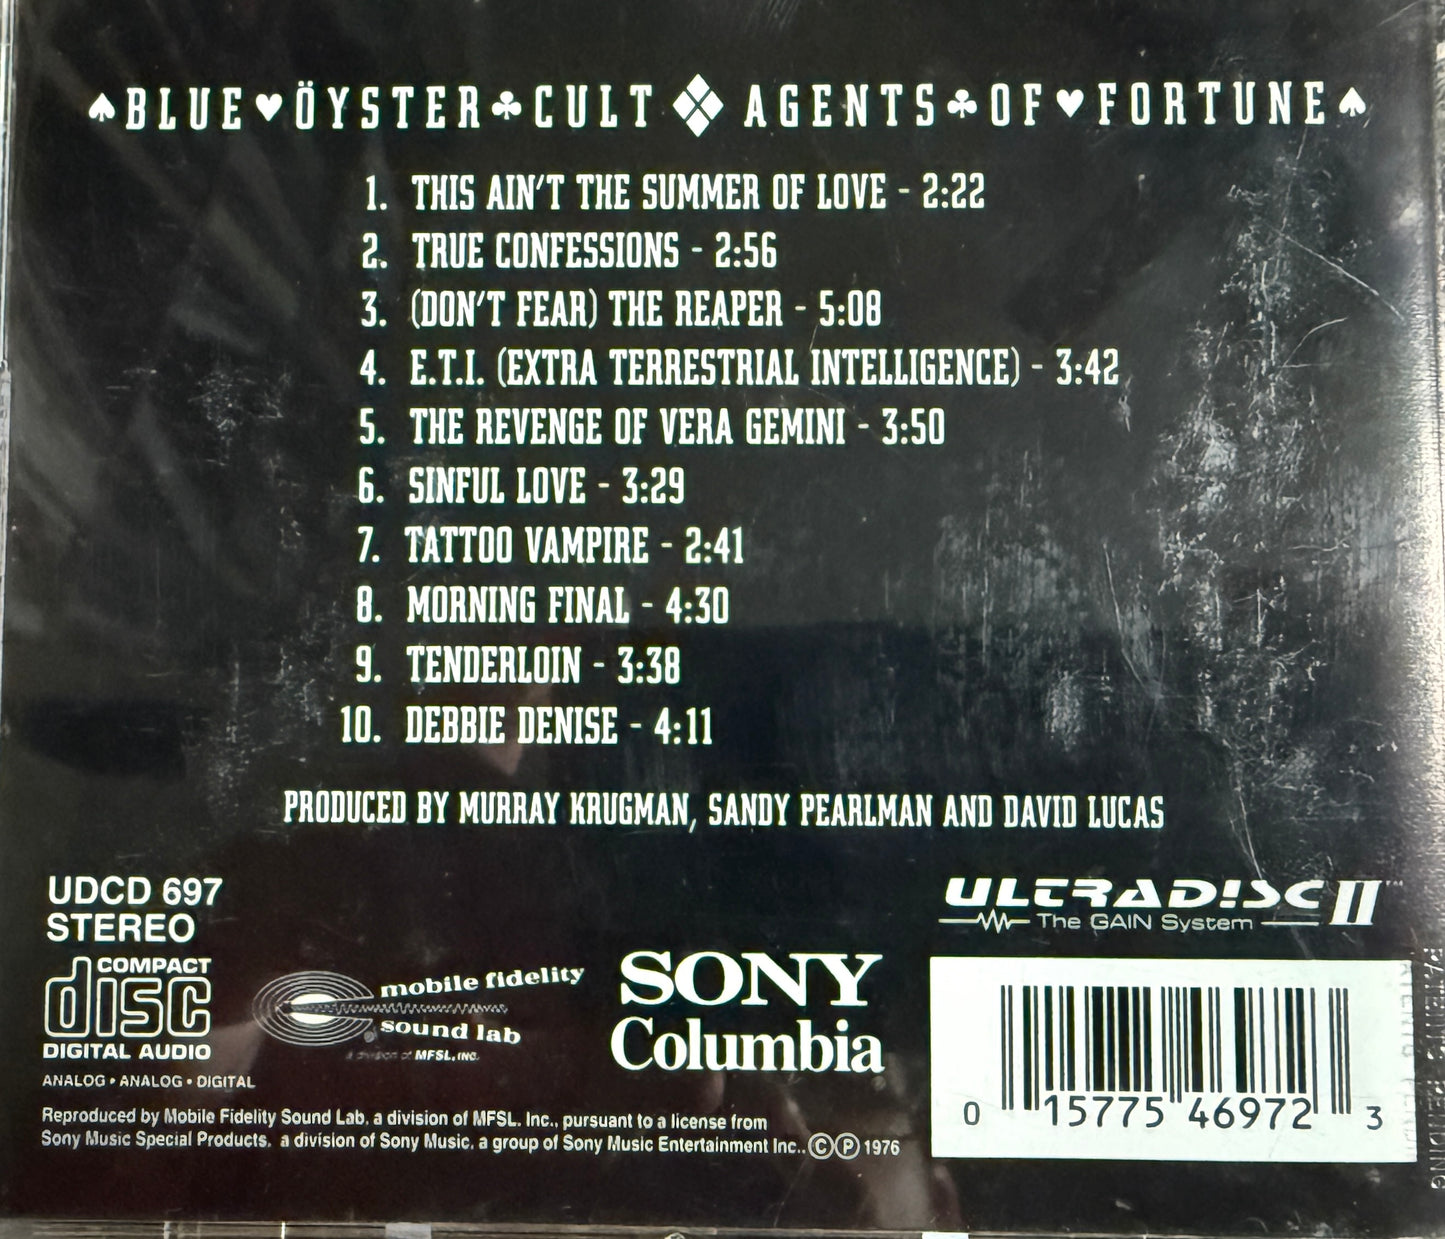 ♠BLUE♥ÖYSTER♣CULT ❖ AGENTS♣OF♥FORTUNE♠
1. THIS AIN'T THE SUMMER OF LOVE - 2:22
2. TRUE CONFESSIONS - 2:56
3. (DON'T FEAR) THE REAPER - 5:08
4. E.T.I. (EXTRA TERRESTRIAL INTELLIGENCE) - 3:42
5. THE REVENGE OF VERA GEMINI - 3:50
6. SINFUL LOVE - 3:29
7. TATTOO VAMPIRE - 2:41
8. MORNING FINAL - 4:30
9. TENDERLOIN - 3:38
10. DEBBIE DENISE - 4:11
PRODUCED BY MURRAY KRUGMAN, SANDY PEARLMAN AND DAVID LUCAS
UDCD 697
STEREO
COMPACT
disc
DIGITAL AUDIO
ANALOG • ANALOG • DIGITAL
mobile fidelity
sound lab
a division of MFSL, INC.
SONY
Columbia
ULTRADISC II™
The GAIN System
0 15775 46972 3
Reproduced by Mobile Fidelity Sound Lab, a division of MFSL, Inc., pursuant to a license from
Sony Music Special Products, a division of Sony Music, a group of Sony Music Entertainment Inc., ©℗ 1976